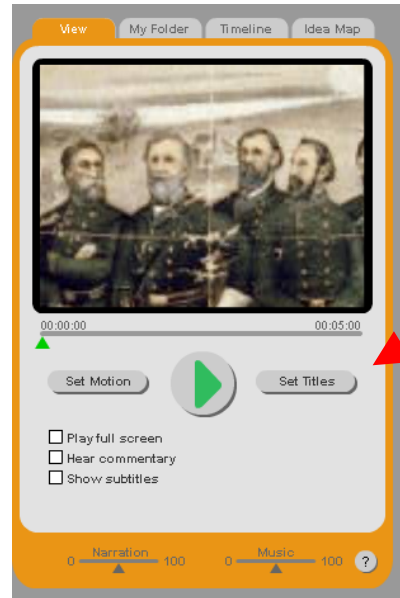 View My Folder Timeline Idea Map
00:00:00 00:05:00
Set Motion Set Titles
Play full screen
Hear commentary
Show subtitles
Narration Music
0 100 0 100 ?